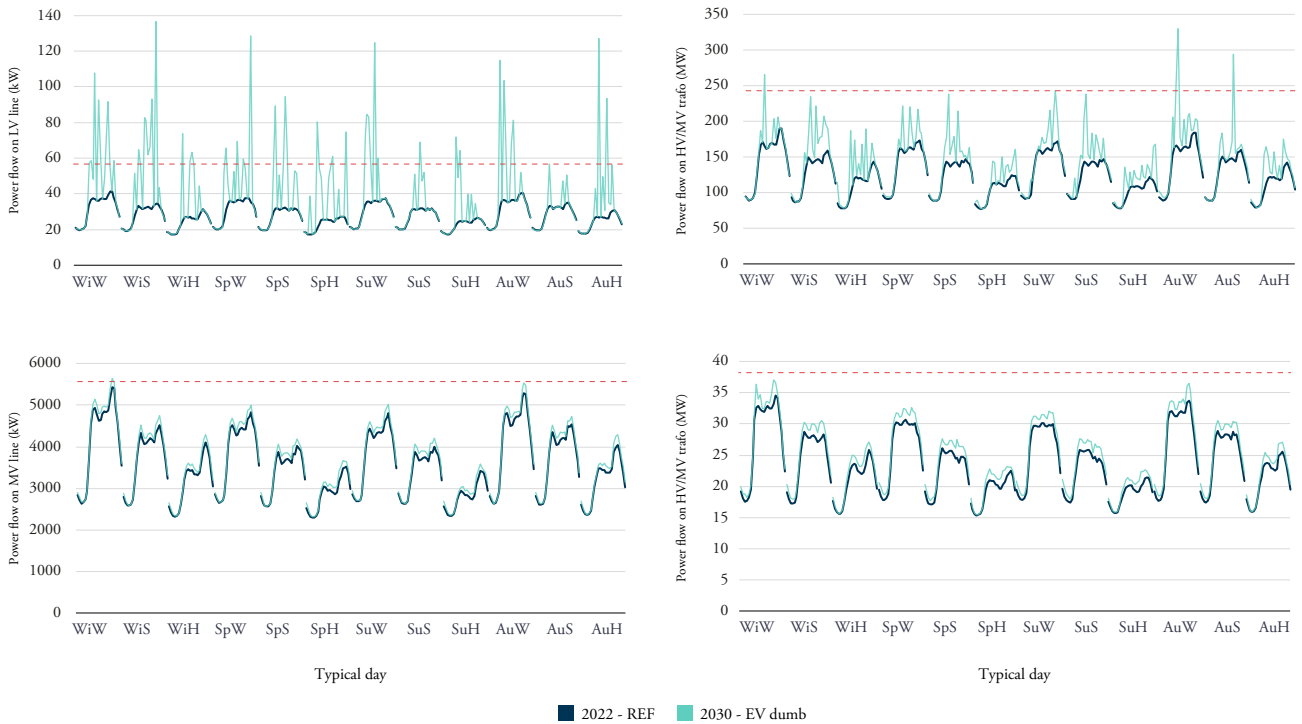 Power flow on LV line (kW)
140
120
100
80
60
40
20
0
WiW WiS WiH SpW SpS SpH SuW SuS SuH AuW AuS AuH
Power flow on HV/MV trafo (MW)
350
300
250
200
150
100
50
0
WiW WiS WiH SpW SpS SpH SuW SuS SuH AuW AuS AuH
Power flow on MV line (kW)
6000
5000
4000
3000
2000
1000
0
WiW WiS WiH SpW SpS SpH SuW SuS SuH AuW AuS AuH
Typical day
Power flow on HV/MV trafo (MW)
40
35
30
25
20
15
10
5
0
WiW WiS WiH SpW SpS SpH SuW SuS SuH AuW AuS AuH
Typical day
2022 - REF 2030 - EV dumb